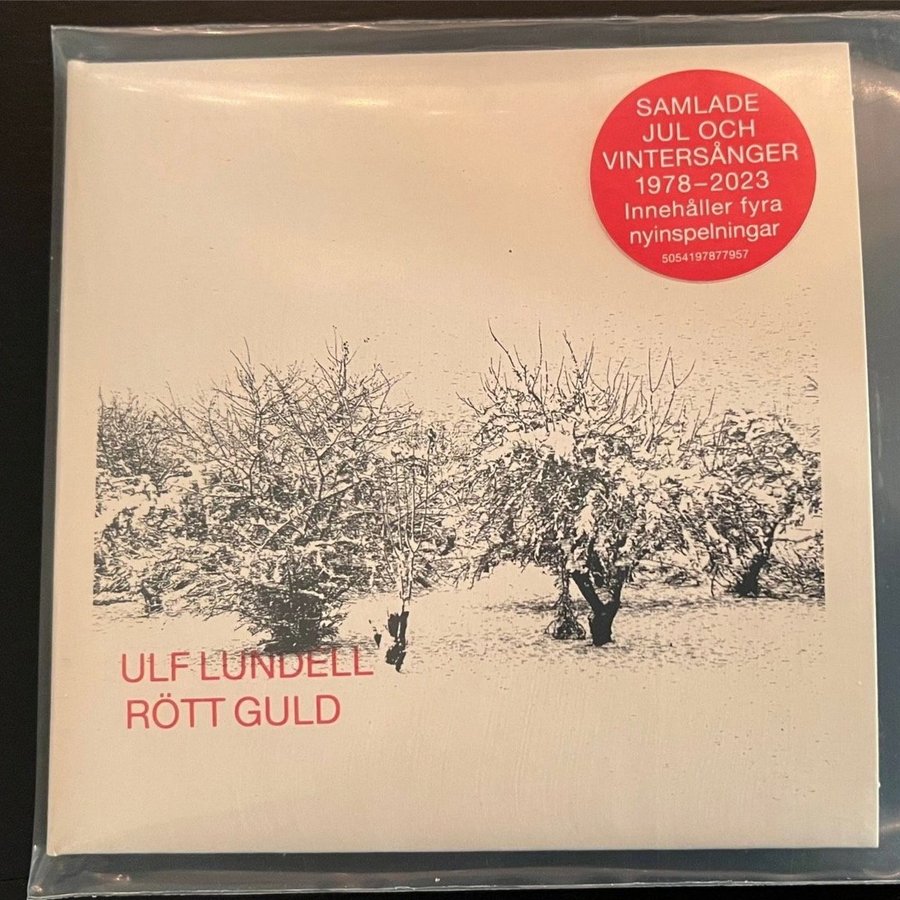 SAMLADE
JUL OCH
VINTERSÅNGER
1978–2023
Innehåller fyra
nyinspelningar
5054197877957
ULF LUNDELL
RÖTT GULD